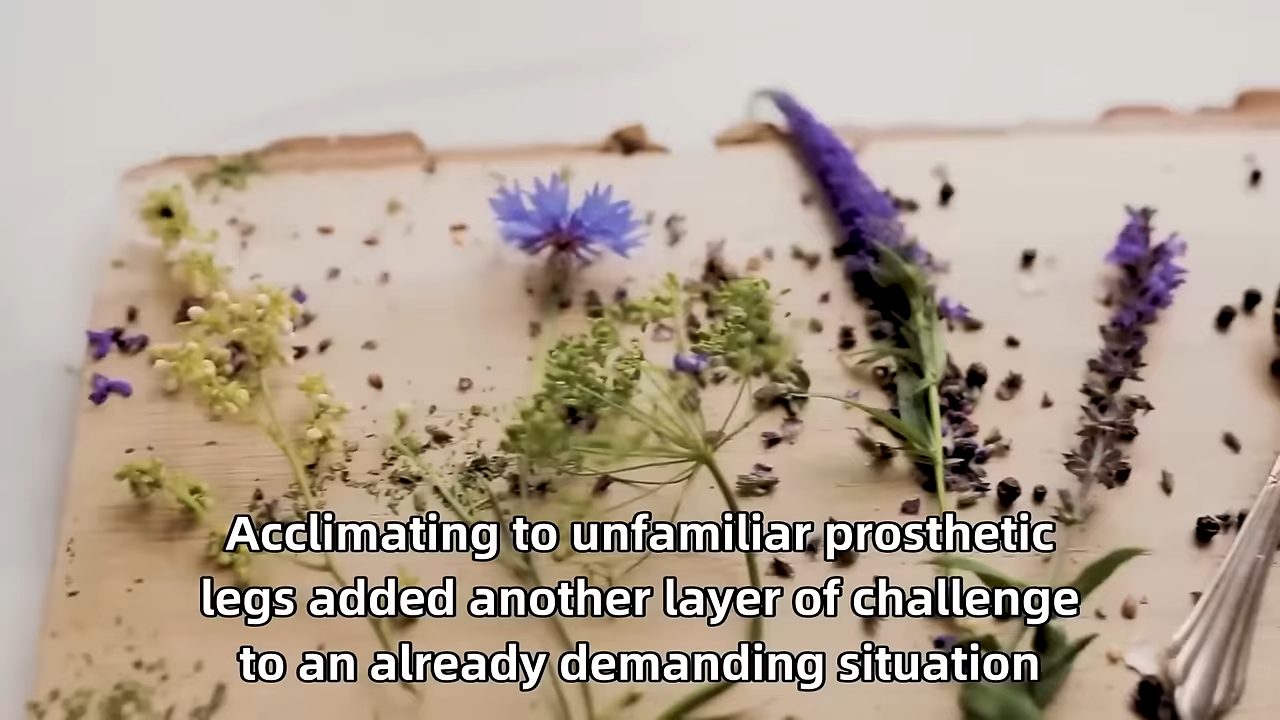 Acclimating to unfamiliar prosthetic
legs added another layer of challenge
to an already demanding situation